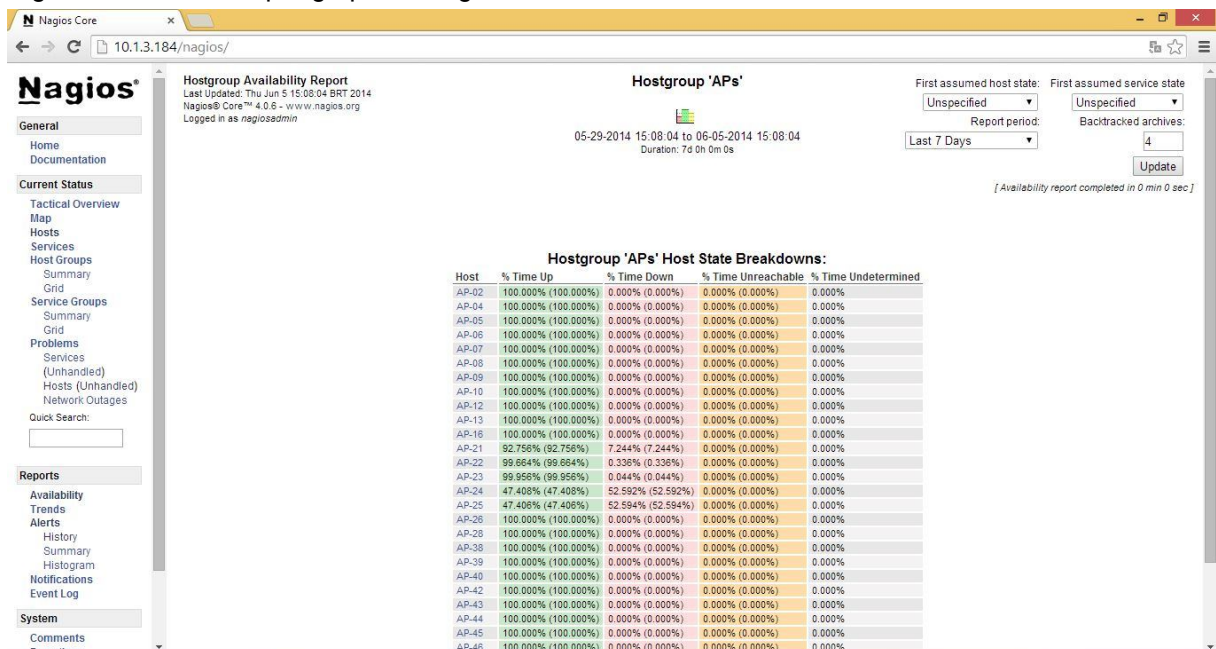 Nagios Core
10.1.3.184/nagios/
Nagios®
General
Home
Documentation
Current Status
Tactical Overview
Map
Hosts
Services
Host Groups
Summary
Grid
Service Groups
Summary
Grid
Problems
Services
(Unhandled)
Hosts (Unhandled)
Network Outages
Quick Search:
Reports
Availability
Trends
Alerts
History
Summary
Histogram
Notifications
Event Log
System
Comments
Hostgroup Availability Report
Last Updated: Thu Jun 5 15:08:04 BRT 2014
Nagios® Core™ 4.0.6 - www.nagios.org
Logged in as nagiosadmin
Hostgroup 'APs'
05-29-2014 15:08:04 to 06-05-2014 15:08:04
Duration: 7d 0h 0m 0s
First assumed host state: First assumed service state
Unspecified Unspecified
Report period: Backtracked archives:
Last 7 Days 4
Update
[ Availability report completed in 0 min 0 sec ]
Hostgroup 'APs' Host State Breakdowns:
Host % Time Up % Time Down % Time Unreachable % Time Undetermined
AP-02 100.000% (100.000%) 0.000% (0.000%) 0.000% (0.000%) 0.000%
AP-04 100.000% (100.000%) 0.000% (0.000%) 0.000% (0.000%) 0.000%
AP-05 100.000% (100.000%) 0.000% (0.000%) 0.000% (0.000%) 0.000%
AP-06 100.000% (100.000%) 0.000% (0.000%) 0.000% (0.000%) 0.000%
AP-07 100.000% (100.000%) 0.000% (0.000%) 0.000% (0.000%) 0.000%
AP-08 100.000% (100.000%) 0.000% (0.000%) 0.000% (0.000%) 0.000%
AP-09 100.000% (100.000%) 0.000% (0.000%) 0.000% (0.000%) 0.000%
AP-10 100.000% (100.000%) 0.000% (0.000%) 0.000% (0.000%) 0.000%
AP-12 100.000% (100.000%) 0.000% (0.000%) 0.000% (0.000%) 0.000%
AP-13 100.000% (100.000%) 0.000% (0.000%) 0.000% (0.000%) 0.000%
AP-16 100.000% (100.000%) 0.000% (0.000%) 0.000% (0.000%) 0.000%
AP-21 92.756% (92.756%) 7.244% (7.244%) 0.000% (0.000%) 0.000%
AP-22 99.664% (99.664%) 0.336% (0.336%) 0.000% (0.000%) 0.000%
AP-23 99.956% (99.956%) 0.044% (0.044%) 0.000% (0.000%) 0.000%
AP-24 47.408% (47.408%) 52.592% (52.592%) 0.000% (0.000%) 0.000%
AP-25 47.406% (47.406%) 52.594% (52.594%) 0.000% (0.000%) 0.000%
AP-26 100.000% (100.000%) 0.000% (0.000%) 0.000% (0.000%) 0.000%
AP-28 100.000% (100.000%) 0.000% (0.000%) 0.000% (0.000%) 0.000%
AP-38 100.000% (100.000%) 0.000% (0.000%) 0.000% (0.000%) 0.000%
AP-39 100.000% (100.000%) 0.000% (0.000%) 0.000% (0.000%) 0.000%
AP-40 100.000% (100.000%) 0.000% (0.000%) 0.000% (0.000%) 0.000%
AP-42 100.000% (100.000%) 0.000% (0.000%) 0.000% (0.000%) 0.000%
AP-43 100.000% (100.000%) 0.000% (0.000%) 0.000% (0.000%) 0.000%
AP-44 100.000% (100.000%) 0.000% (0.000%) 0.000% (0.000%) 0.000%
AP-45 100.000% (100.000%) 0.000% (0.000%) 0.000% (0.000%) 0.000%
AP-46 100.000% (100.000%) 0.000% (0.000%) 0.000% (0.000%) 0.000%